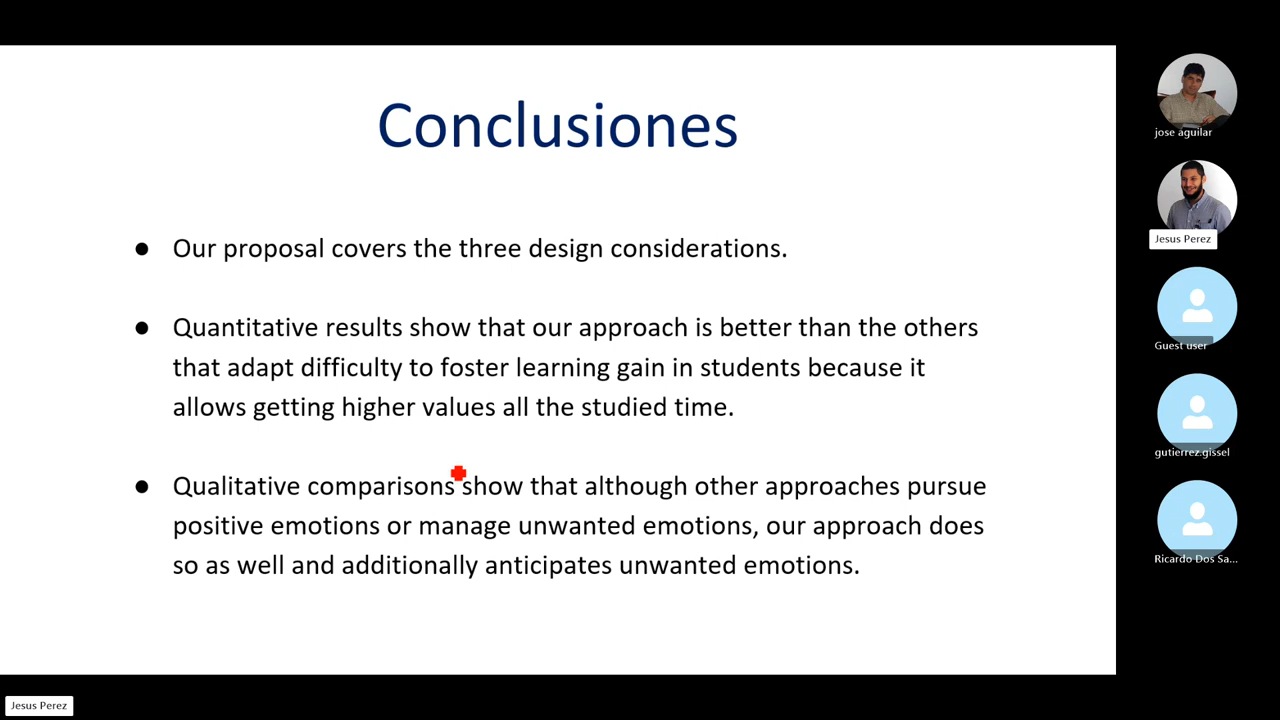 Conclusiones
● Our proposal covers the three design considerations.
● Quantitative results show that our approach is better than the others
that adapt difficulty to foster learning gain in students because it
allows getting higher values all the studied time.
● Qualitative comparisons show that although other approaches pursue
positive emotions or manage unwanted emotions, our approach does
so as well and additionally anticipates unwanted emotions.
jose aguilar
Jesus Perez
Guest user
gutierrez.gissel
Ricardo Dos Sa...
Jesus Perez